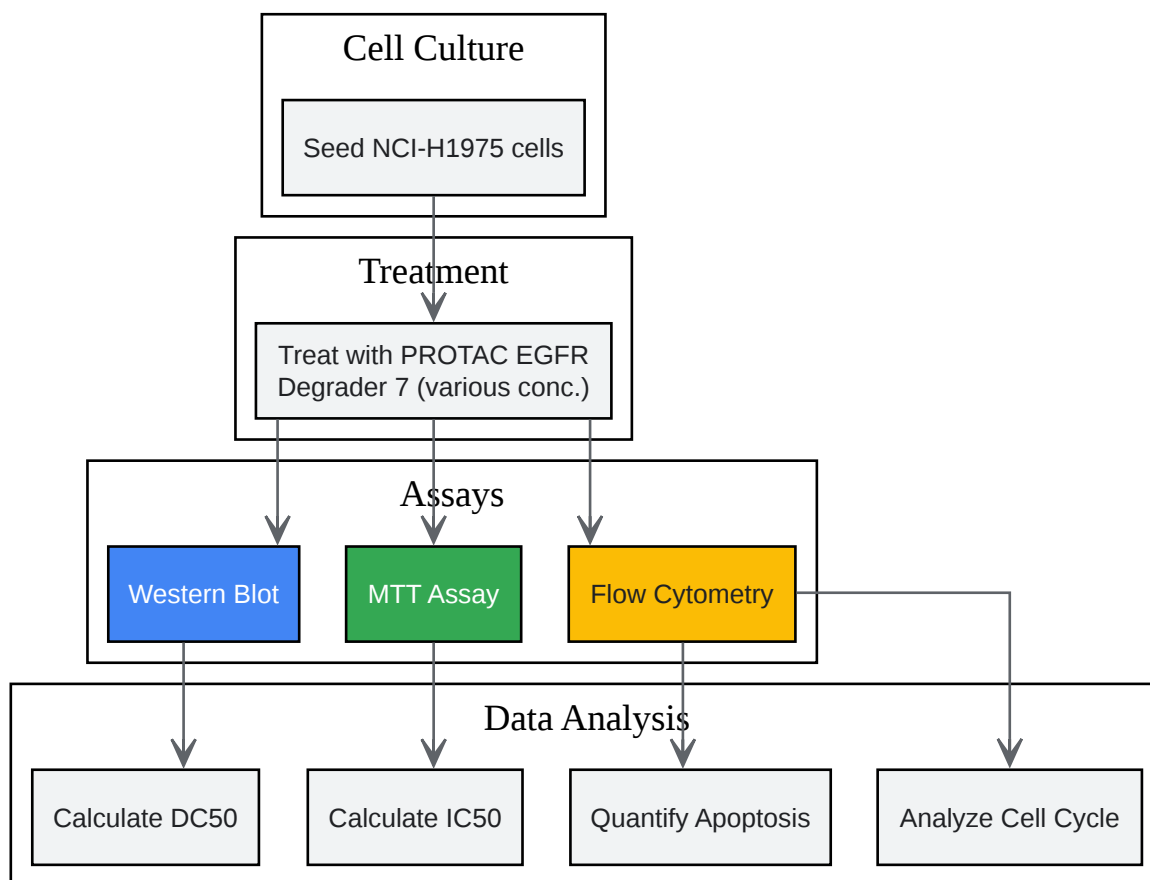 Cell Culture
Seed NCI-H1975 cells
Treatment
Treat with PROTAC EGFR
Degrader 7 (various conc.)
Assays
Western Blot
MTT Assay
Flow Cytometry
Data Analysis
Calculate DC50
Calculate IC50
Quantify Apoptosis
Analyze Cell Cycle